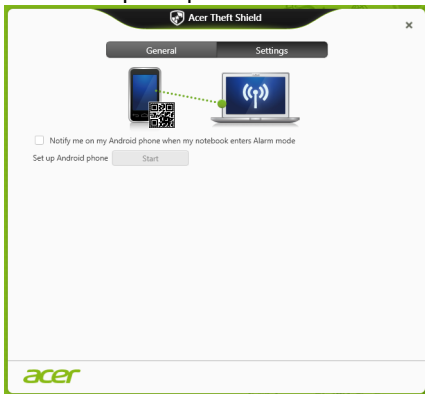 Acer Theft Shield
General
Settings
Notify me on my Android phone when my notebook enters Alarm mode
Set up Android phone
Start
acer